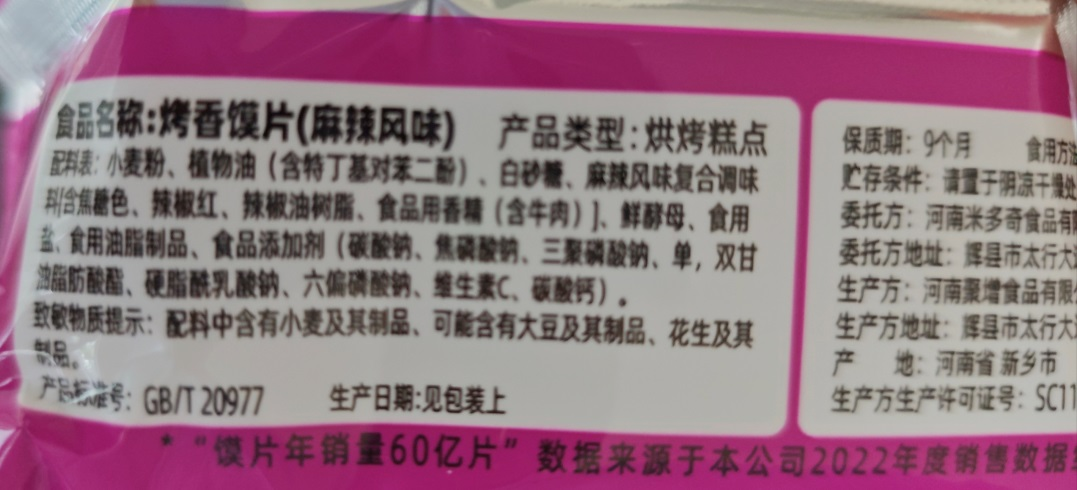 食品名称:烤香馍片(麻辣风味) 产品类型:烘烤糕点
配料表: 小麦粉、植物油（含特丁基对苯二酚）、白砂糖、麻辣风味复合调味
料[含焦糖色、辣椒红、辣椒油树脂、食品用香精（含牛肉）]、鲜酵母、食用
盐、食用油脂制品、食品添加剂（碳酸钠、焦磷酸钠、三聚磷酸钠、单，双甘
油脂肪酸酯、硬脂酰乳酸钠、六偏磷酸钠、维生素C、碳酸钙）。
致敏物质提示: 配料中含有小麦及其制品、可能含有大豆及其制品、花生及其
制品。
产品标准号: GB/T 20977 生产日期:见包装上
保质期: 9个月 食用方法
贮存条件: 请置于阴凉干燥处
委托方: 河南米多奇食品有限
委托方地址: 辉县市太行大道
生产方: 河南聚增食品有限公
生产方地址: 辉县市太行大道
产 地: 河南省 新乡市
生产方生产许可证号: SC11
* “馍片年销量60亿片” 数据来源于本公司2022年度销售数据